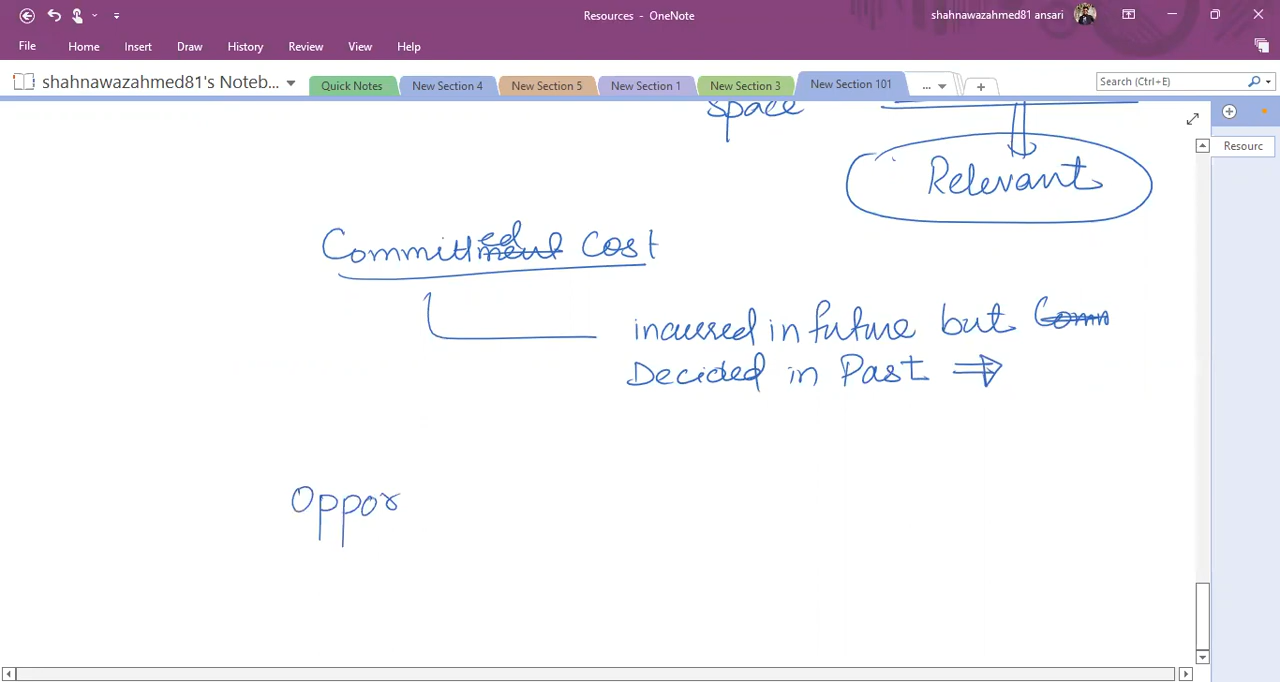 Resources - OneNote
shahnawazahmed81 ansari
File Home Insert Draw History Review View Help
shahnawazahmed81's Noteb... Quick Notes New Section 4 New Section 5 New Section 1 New Section 3 New Section 101 ... + Search (Ctrl+E)
Resourc
space
Relevant
Committed Cost
incurred in future but
Decided in Past ⇒
Oppor